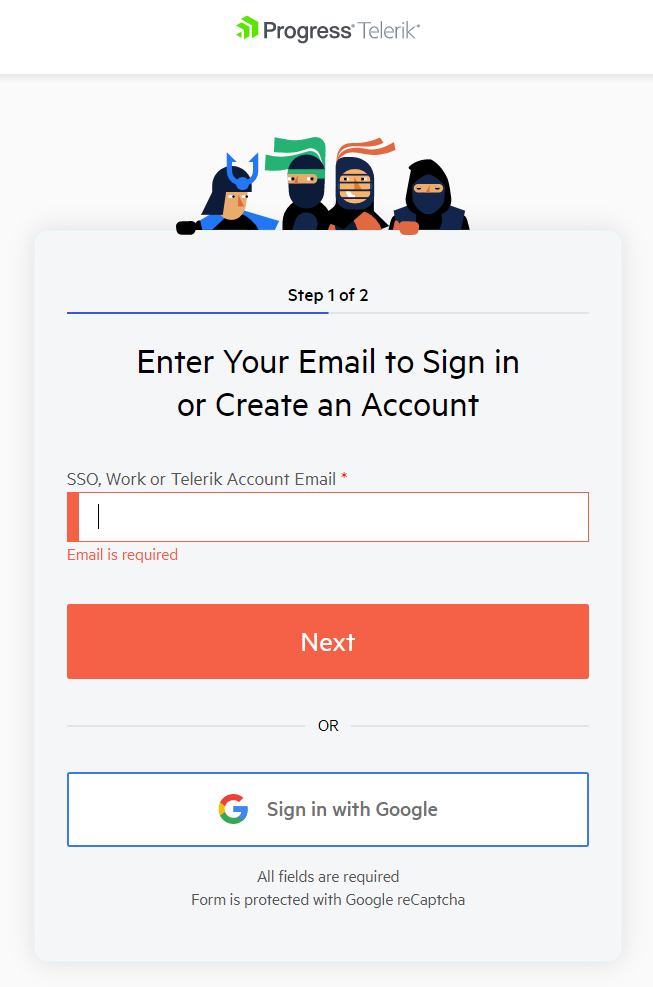 Progress® Telerik®
Step 1 of 2
Enter Your Email to Sign in
or Create an Account
SSO, Work or Telerik Account Email *
Email is required
Next
OR
Sign in with Google
All fields are required
Form is protected with Google reCaptcha